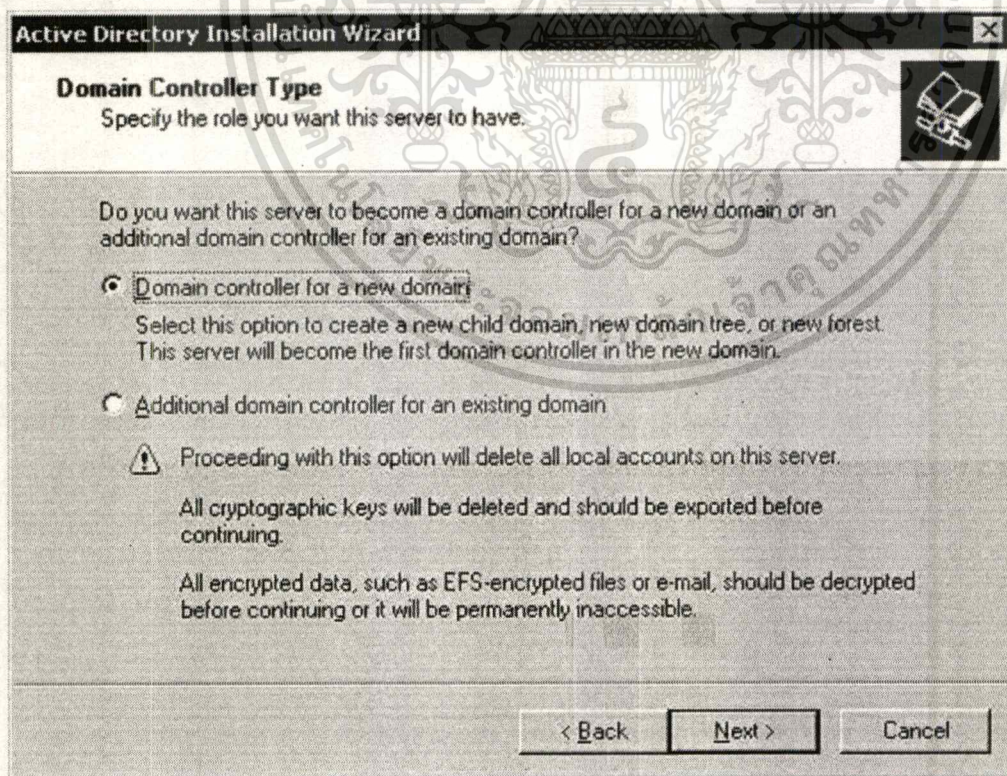 Active Directory Installation Wizard
Domain Controller Type
Specify the role you want this server to have.
Do you want this server to become a domain controller for a new domain or an
additional domain controller for an existing domain?
Domain controller for a new domain
Select this option to create a new child domain, new domain tree, or new forest.
This server will become the first domain controller in the new domain.
Additional domain controller for an existing domain
Proceeding with this option will delete all local accounts on this server.
All cryptographic keys will be deleted and should be exported before
continuing.
All encrypted data, such as EFS-encrypted files or e-mail, should be decrypted
before continuing or it will be permanently inaccessible.
< Back
Next >
Cancel